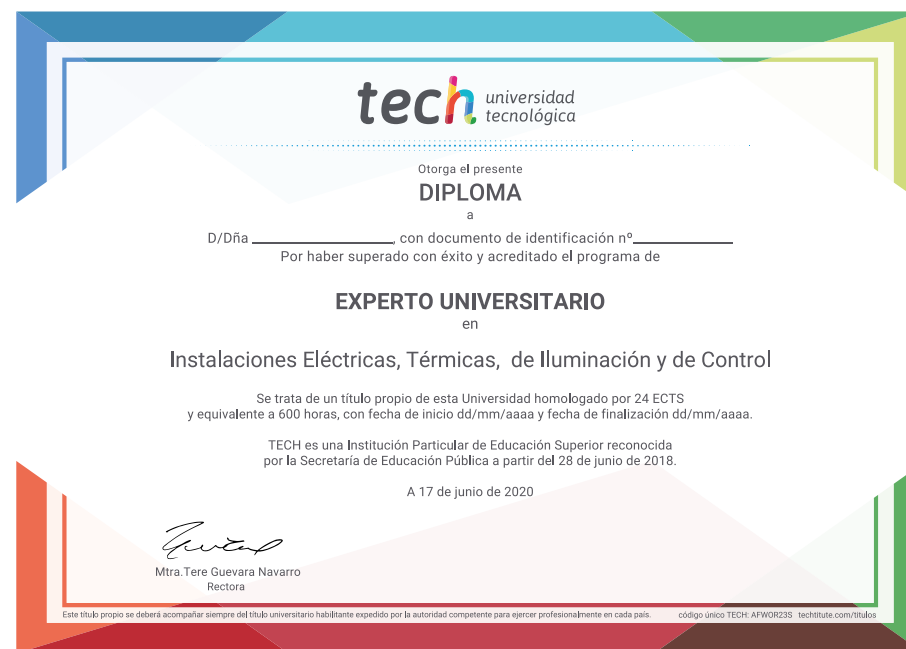 tech universidad
tecnológica
Otorga el presente
DIPLOMA
a
D/Dña ____________________, con documento de identificación nº______________
Por haber superado con éxito y acreditado el programa de
EXPERTO UNIVERSITARIO
en
Instalaciones Eléctricas, Térmicas, de Iluminación y de Control
Se trata de un título propio de esta Universidad homologado por 24 ECTS
y equivalente a 600 horas, con fecha de inicio dd/mm/aaaa y fecha de finalización dd/mm/aaaa.
TECH es una Institución Particular de Educación Superior reconocida
por la Secretaría de Educación Pública a partir del 28 de junio de 2018.
A 17 de junio de 2020
Mtra.Tere Guevara Navarro
Rectora
Este título propio se deberá acompañar siempre del título universitario habilitante expedido por la autoridad competente para ejercer profesionalmente en cada país. código único TECH: AFWOR23S techtitute.com/titulos